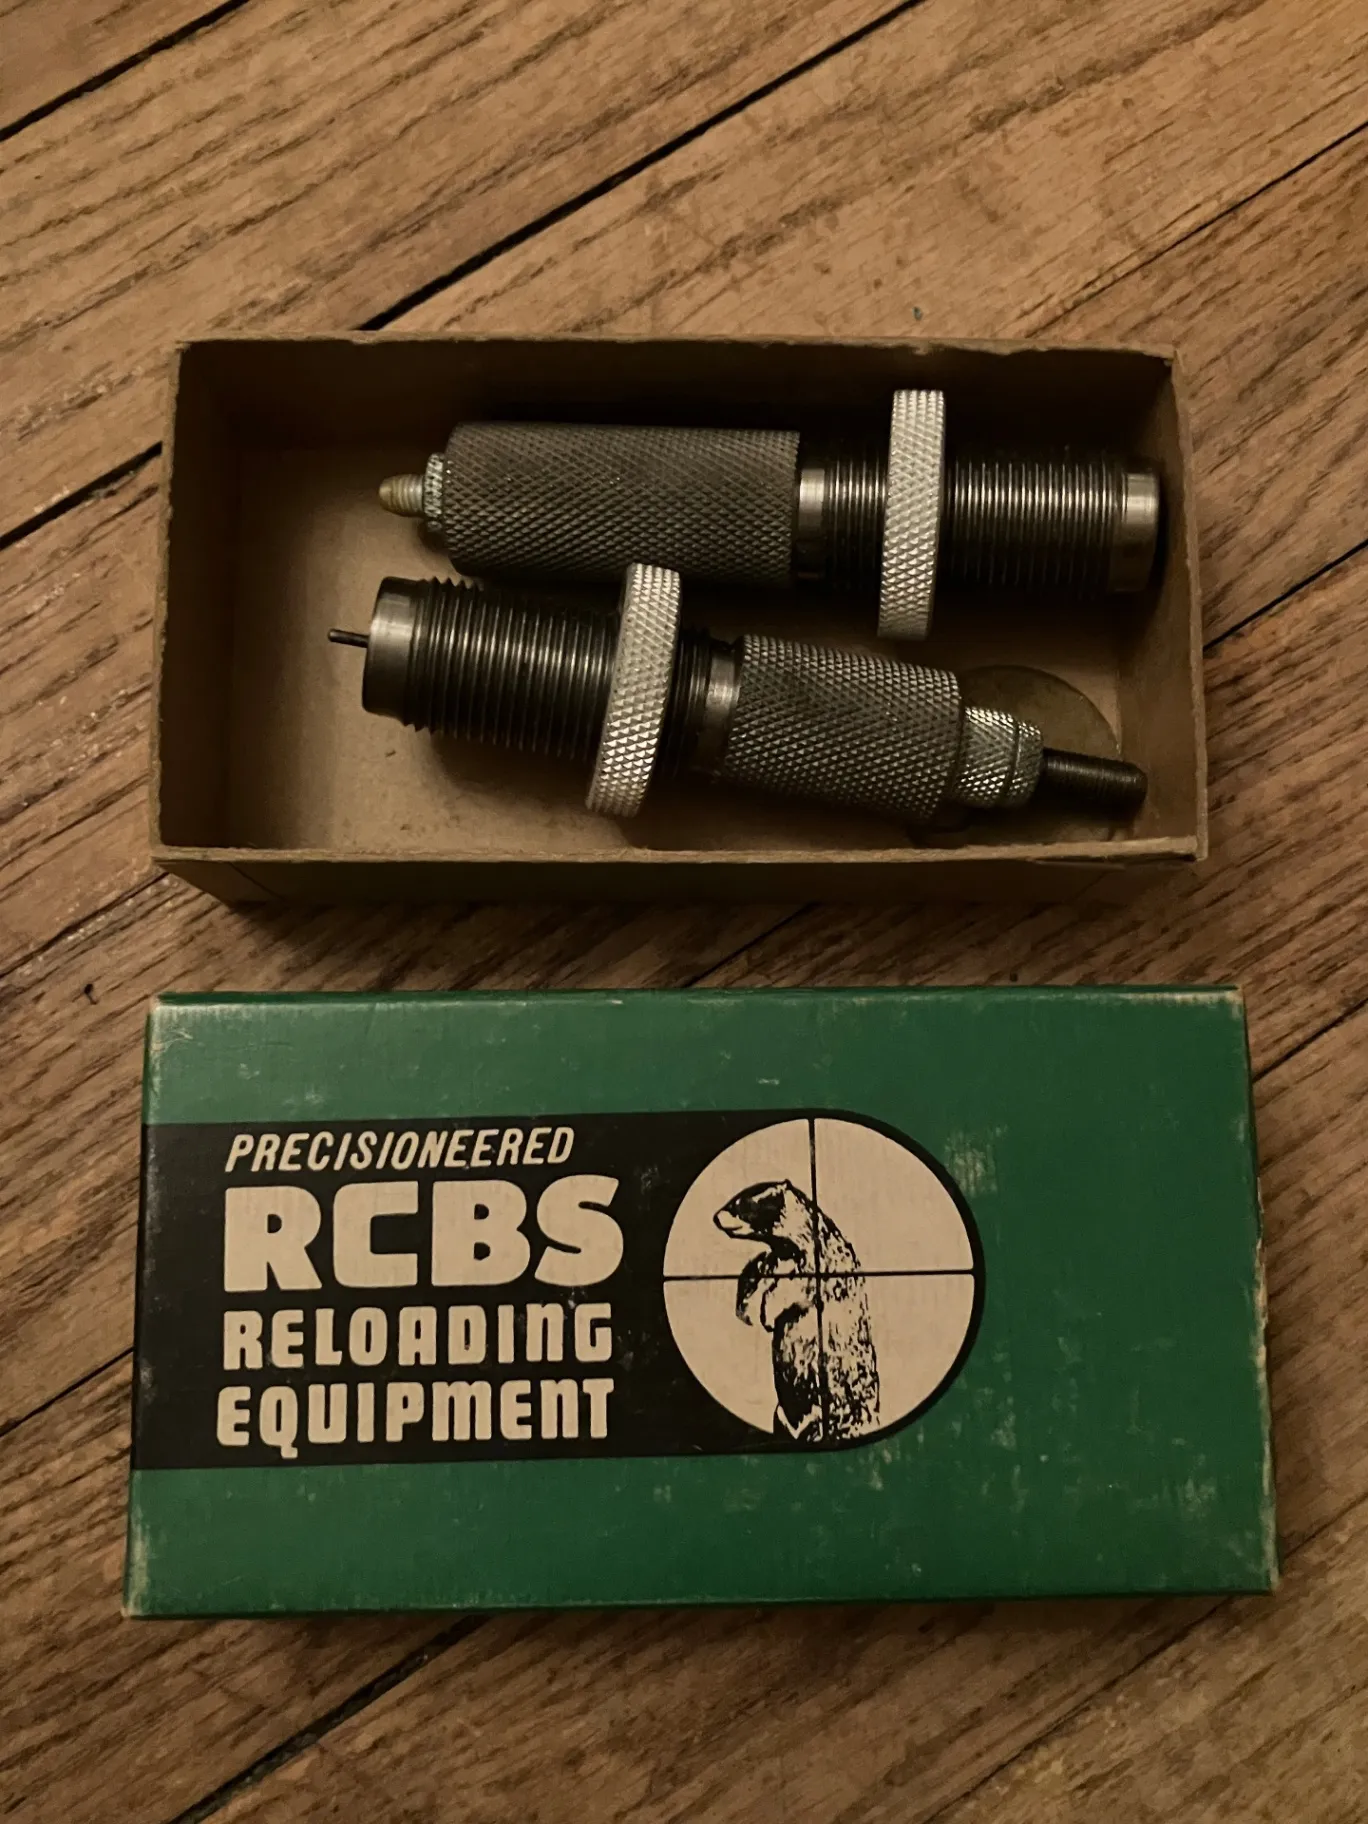 PRECISIONEERED
RCBS
RELOADING
EQUIPMENT